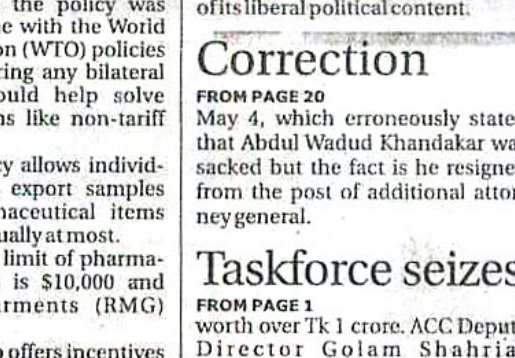 the policy was
e with the World
on (WTO) policies
ring any bilateral
ould help solve
ns like non-tariff
cy allows individ-
export samples
naceutical items
ually at most.
limit of pharma-
is $10,000 and
rments (RMG)
offers incentives
of its liberal political content.
Correction
FROM PAGE 20
May 4, which erroneously state
that Abdul Wadud Khandakar wa
sacked but the fact is he resigne
from the post of additional attor
ney general.
Taskforce seizes
FROM PAGE 1
worth over Tk 1 crore. ACC Deput
Director Golam Shahria